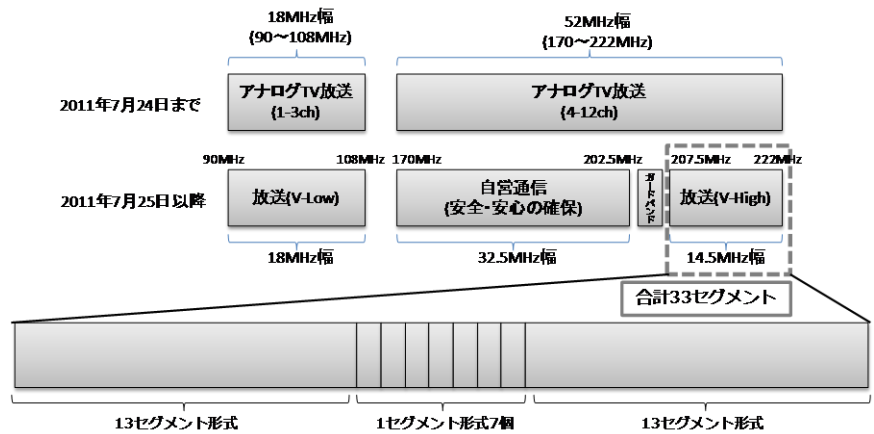 18MHz幅
(90～108MHz)
52MHz幅
(170～222MHz)
2011年7月24日まで
アナログTV放送
(1-3ch)
アナログTV放送
(4-12ch)
90MHz
108MHz
170MHz
202.5MHz
207.5MHz
222MHz
2011年7月25日以降
放送(V-Low)
自営通信
(安全・安心の確保)
ガードバンド
放送(V-High)
18MHz幅
32.5MHz幅
14.5MHz幅
合計33セグメント
13セグメント形式
1セグメント形式7個
13セグメント形式